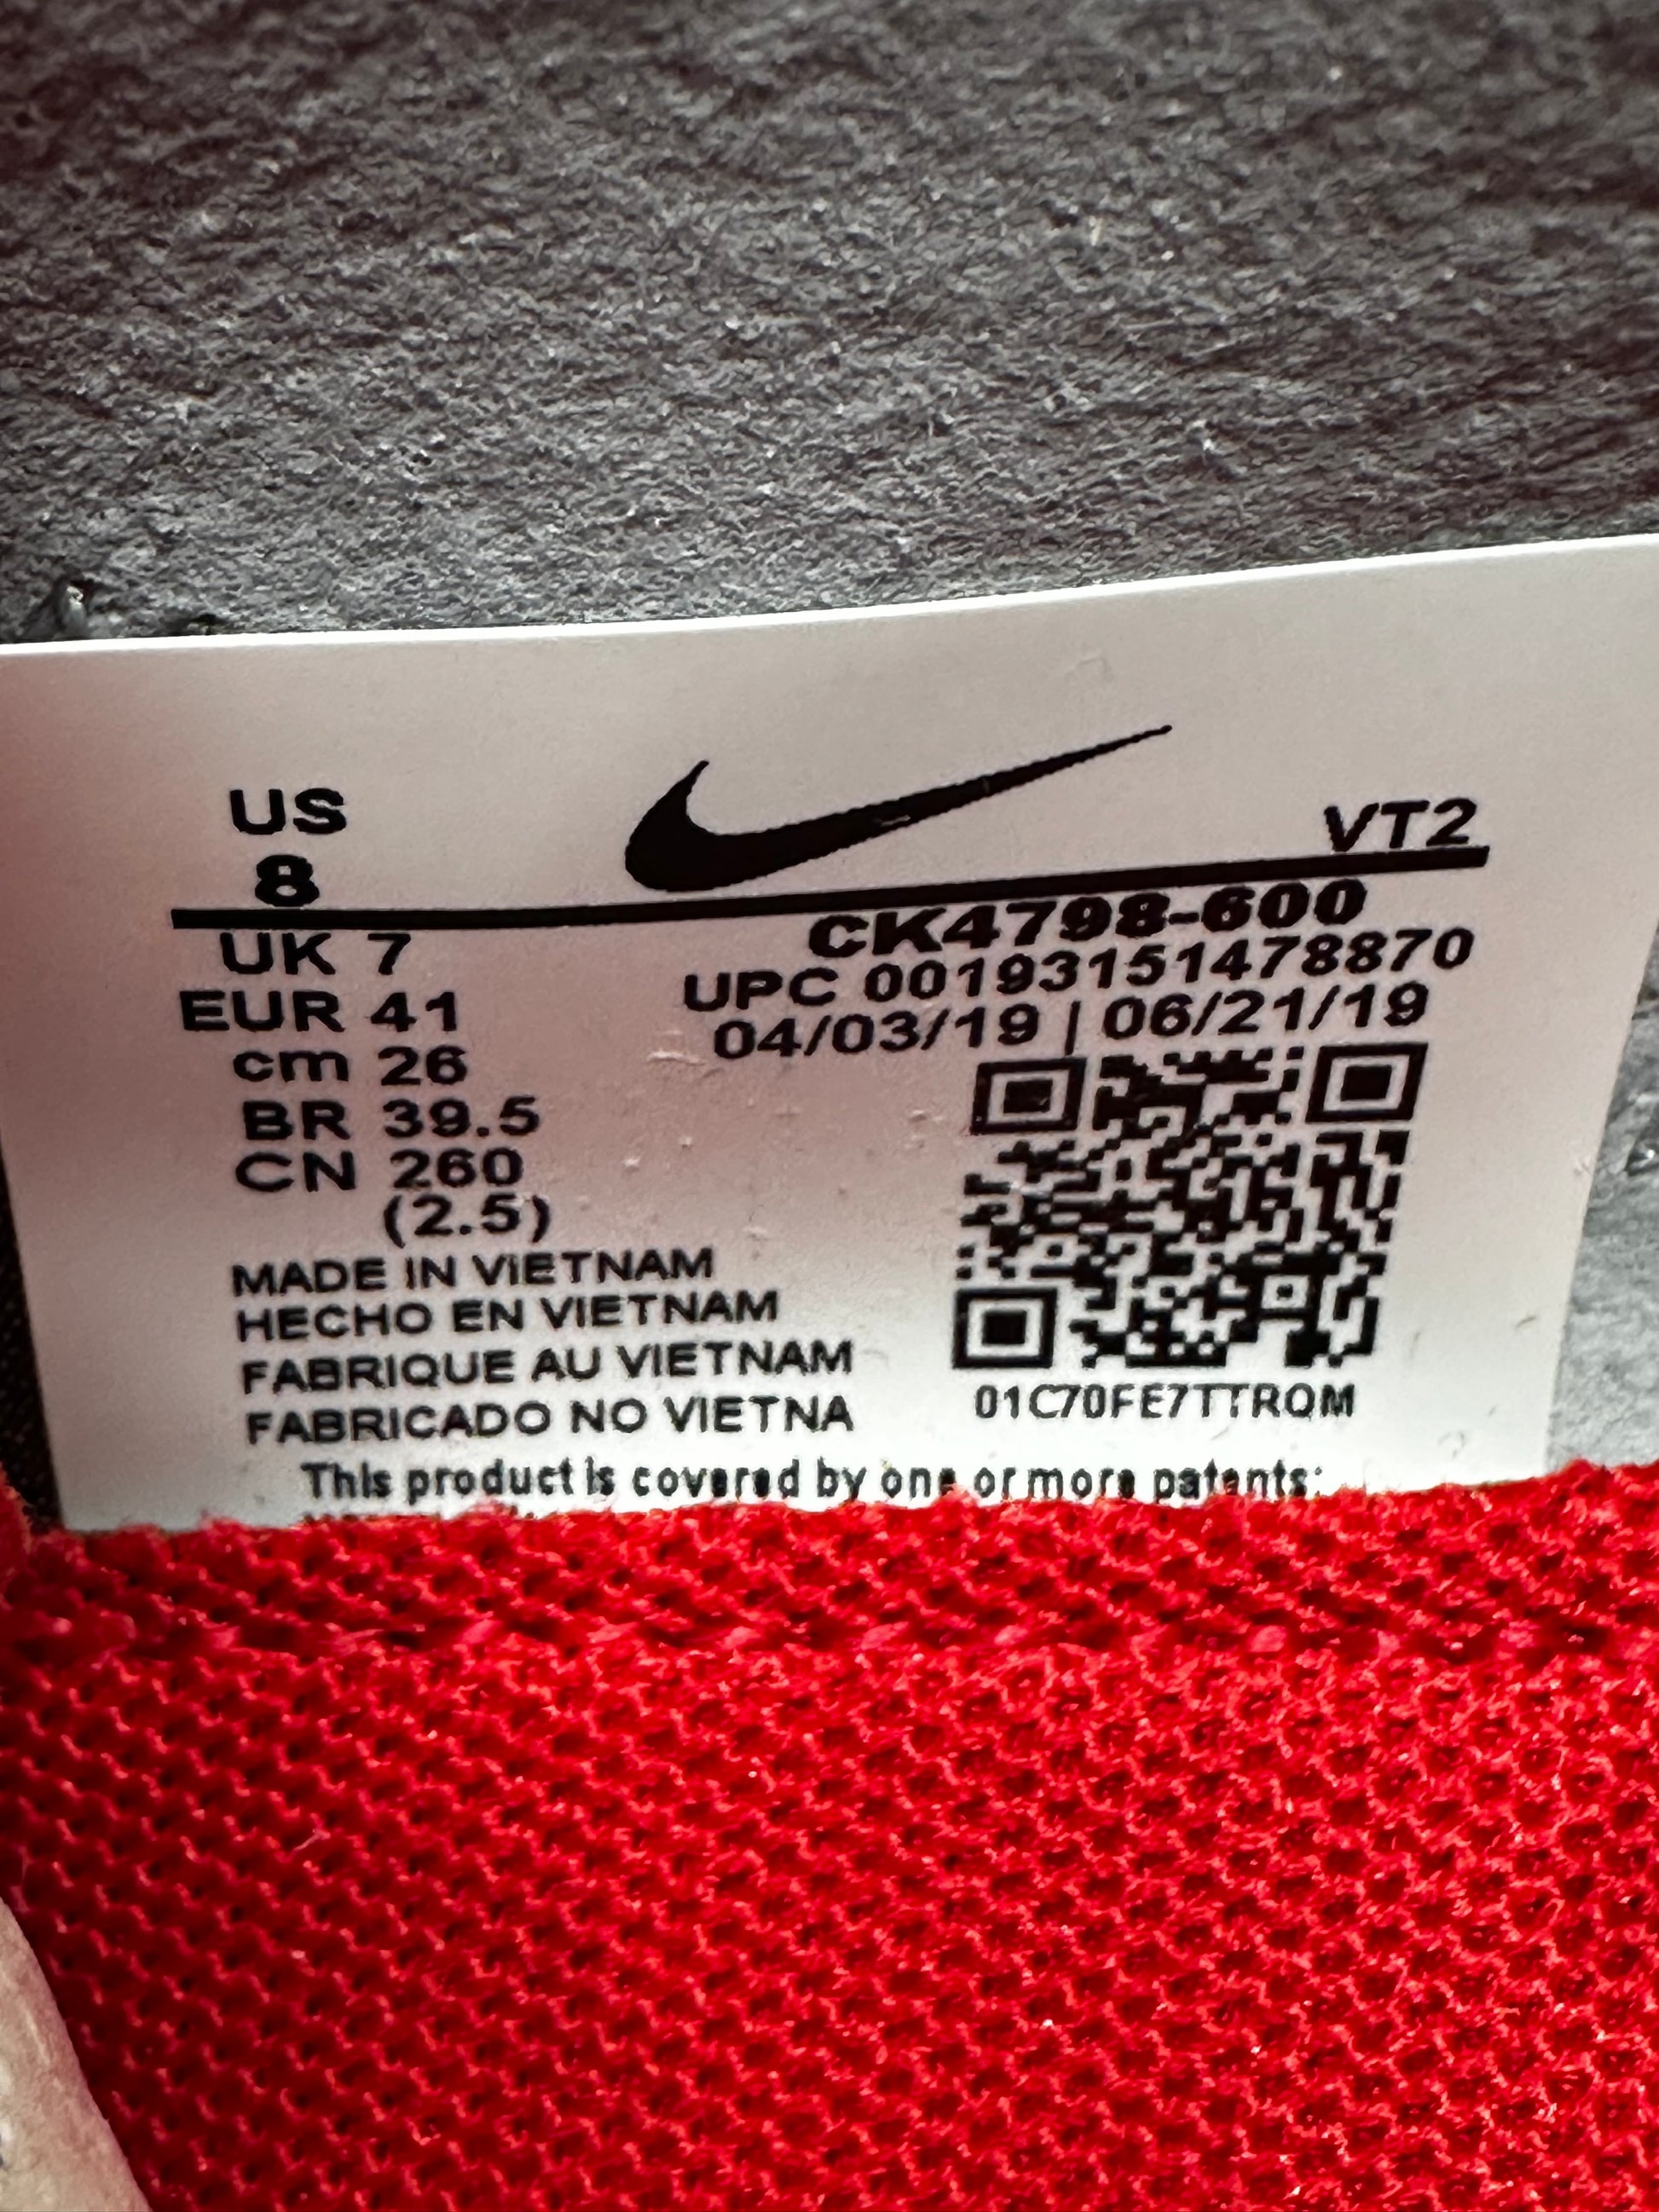 US
8
VT2
UK 7
EUR 41
cm 26
BR 39.5
CN 260
(2.5)
CK4798-600
UPC 00193151478870
04/03/19 | 06/21/19
MADE IN VIETNAM
HECHO EN VIETNAM
FABRIQUE AU VIETNAM
FABRICADO NO VIETNA
01C70FE7TTRQM
This product is covered by one or more patents: